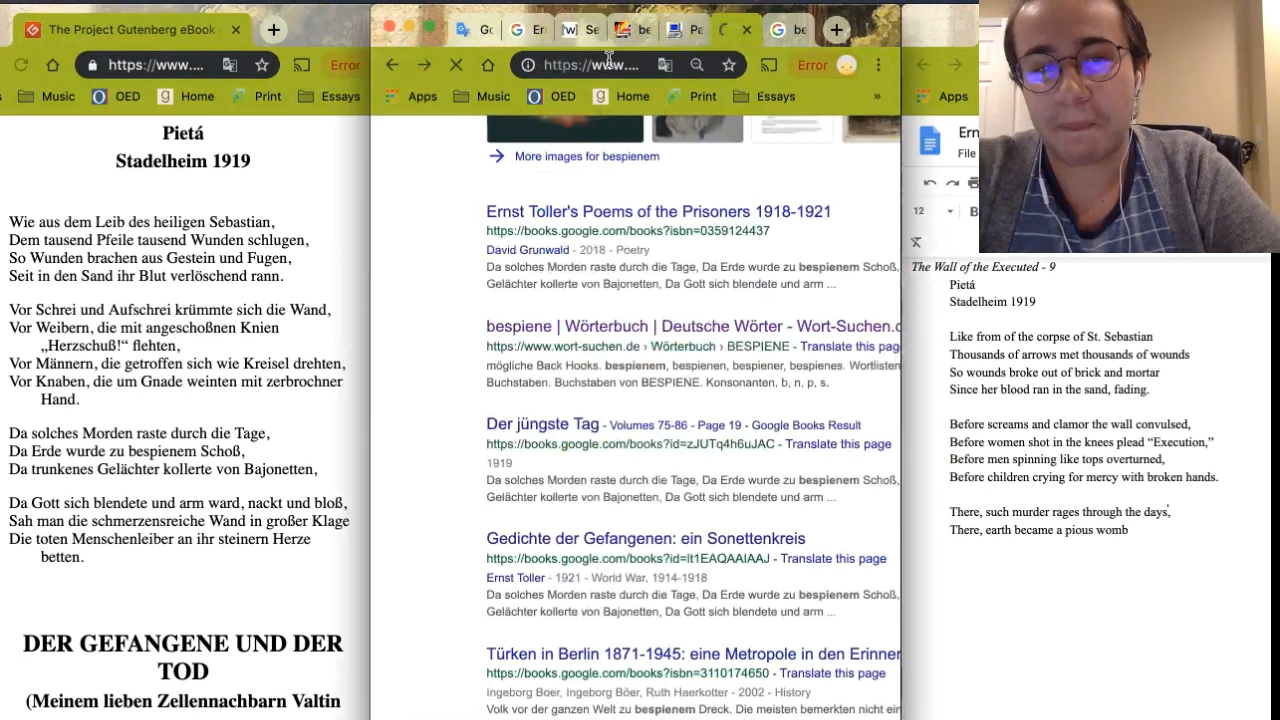 The Project Gutenberg eBook
Go
Er
Se
be
Pa
be
https://www....
Error
https://www....
Error
Music
OED
Home
Print
Essays
Apps
Music
OED
Home
Print
Essays
»
Apps
Pietá
Stadelheim 1919
Wie aus dem Leib des heiligen Sebastian,
Dem tausend Pfeile tausend Wunden schlugen,
So Wunden brachen aus Gestein und Fugen,
Seit in den Sand ihr Blut verlöschend rann.
Vor Schrei und Aufschrei krümmte sich die Wand,
Vor Weibern, die mit angeschoßnen Knien
„Herzschuß!“ flehten,
Vor Männern, die getroffen sich wie Kreisel drehten,
Vor Knaben, die um Gnade weinten mit zerbrochner
Hand.
Da solches Morden raste durch die Tage,
Da Erde wurde zu bespienem Schoß,
Da trunkenes Gelächter kollerte von Bajonetten,
Da Gott sich blendete und arm ward, nackt und bloß,
Sah man die schmerzensreiche Wand in großer Klage
Die toten Menschenleiber an ihr steinern Herze
betten.
DER GEFANGENE UND DER
TOD
(Meinem lieben Zellennachbarn Valtin
More images for bespienem
Ernst Toller's Poems of the Prisoners 1918-1921
https://books.google.com/books?isbn=0359124437
David Grunwald - 2018 - Poetry
Da solches Morden raste durch die Tage, Da Erde wurde zu bespienem Schoß,
Gelächter kollerte von Bajonetten, Da Gott sich blendete und arm ...
bespiene | Wörterbuch | Deutsche Wörter - Wort-Suchen.
https://www.wort-suchen.de › Wörterbuch › BESPIENE - Translate this pag
mögliche Back Hooks. bespienem, bespienen, bespiener, bespienes. Wortlisten
Buchstaben. Buchstaben von BESPIENE. Konsonanten, b, n, p, s.
Der jüngste Tag - Volumes 75-86 - Page 19 - Google Books Result
https://books.google.com/books?id=zJUTq4h6uJAC - Translate this page
1919
Da solches Morden raste durch die Tage, Da Erde wurde zu bespienem Schoß,
Gelächter kollerte von Bajonetten, Da Gott sich blendete und arm ...
Gedichte der Gefangenen: ein Sonettenkreis
https://books.google.com/books?id=lt1EAQAAIAAJ - Translate this page
Ernst Toller - 1921 - World War, 1914-1918
Da solches Morden raste durch die Tage, Da Erde wurde zu bespienem Schoß,
Gelächter kollerte von Bajonetten, Da Gott sich blendete und arm ...
Türken in Berlin 1871-1945: eine Metropole in den Erinner
https://books.google.com/books?isbn=3110174650 - Translate this page
Ingeborg Boer, Ingeborg Böer, Ruth Haerkotter - 2002 - History
Volk vor der ganzen Welt zu bespienem Dreck. Die meisten bemerkten nicht ein
Ern
File
12
B
The Wall of the Executed - 9
Pietá
Stadelheim 1919
Like from of the corpse of St. Sebastian
Thousands of arrows met thousands of wounds
So wounds broke out of brick and mortar
Since her blood ran in the sand, fading.
Before screams and clamor the wall convulsed,
Before women shot in the knees plead “Execution,”
Before men spinning like tops overturned,
Before children crying for mercy with broken hands.
There, such murder rages through the days,
There, earth became a pious womb